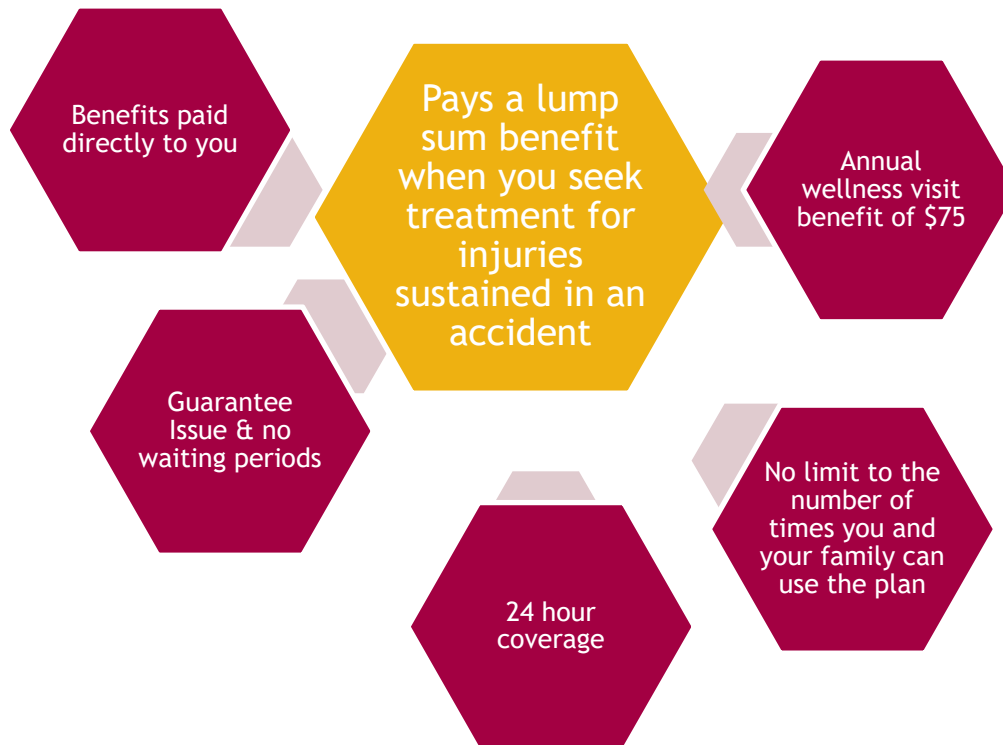 Benefits paid
directly to you
Pays a lump
sum benefit
when you seek
treatment for
injuries
sustained in an
accident
Annual
wellness visit
benefit of $75
Guarantee
Issue & no
waiting periods
No limit to the
number of
times you and
your family can
use the plan
24 hour
coverage